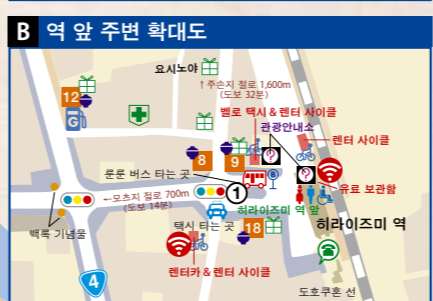 B 역 앞 주변 확대도
요시노야
↑주손지 절로 1,600m
(도보 32분)
12
G
벨로 택시 & 렌터 사이클
관광안내소
렌터 사이클
?
8
9
?
룬룬 버스 타는 곳
B
유료 보관함
1
←모츠지 절로 700m
(도보 14분)
히라이즈미 역 앞
백록 기념물
택시 타는 곳
18
히라이즈미 역
렌터카 & 렌터 사이클
4
도호쿠혼 선